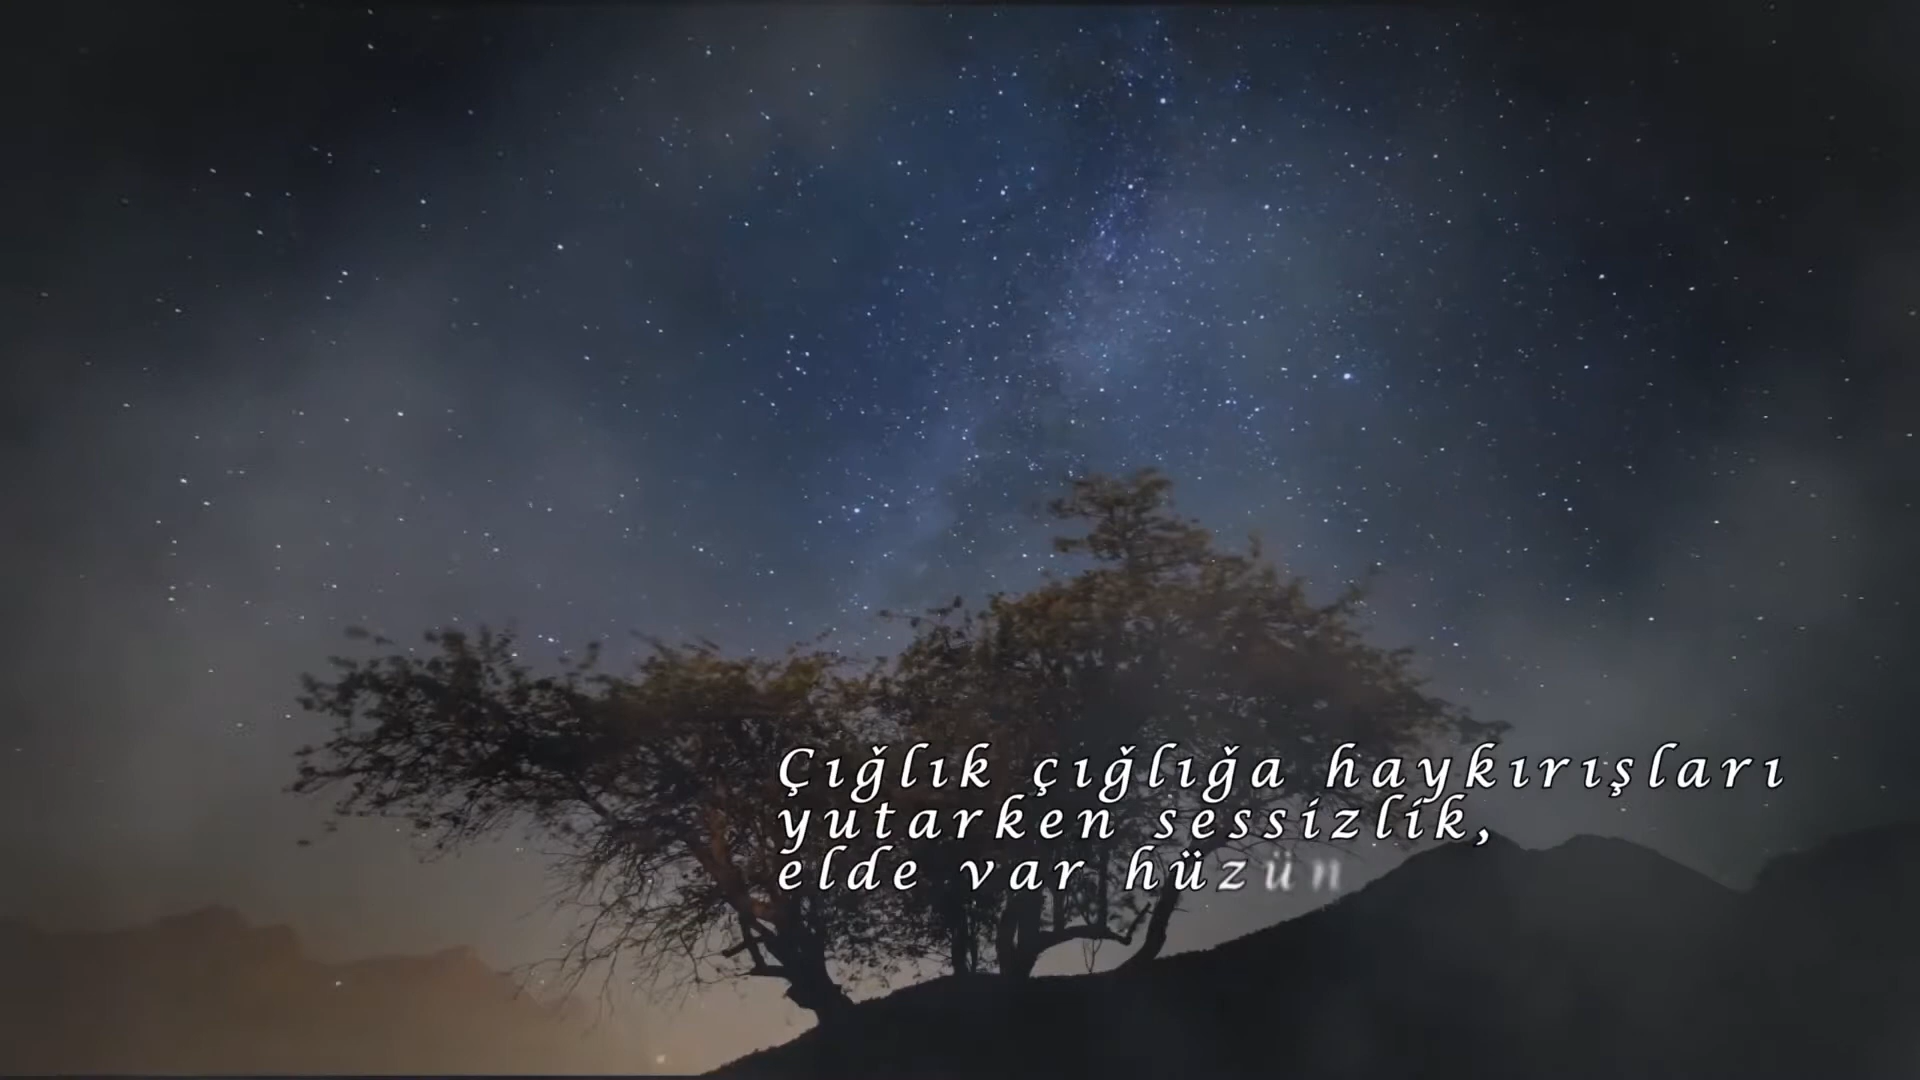 Çığlık çığlığa haykırışları
yutarken sessizlik,
elde var hüzün